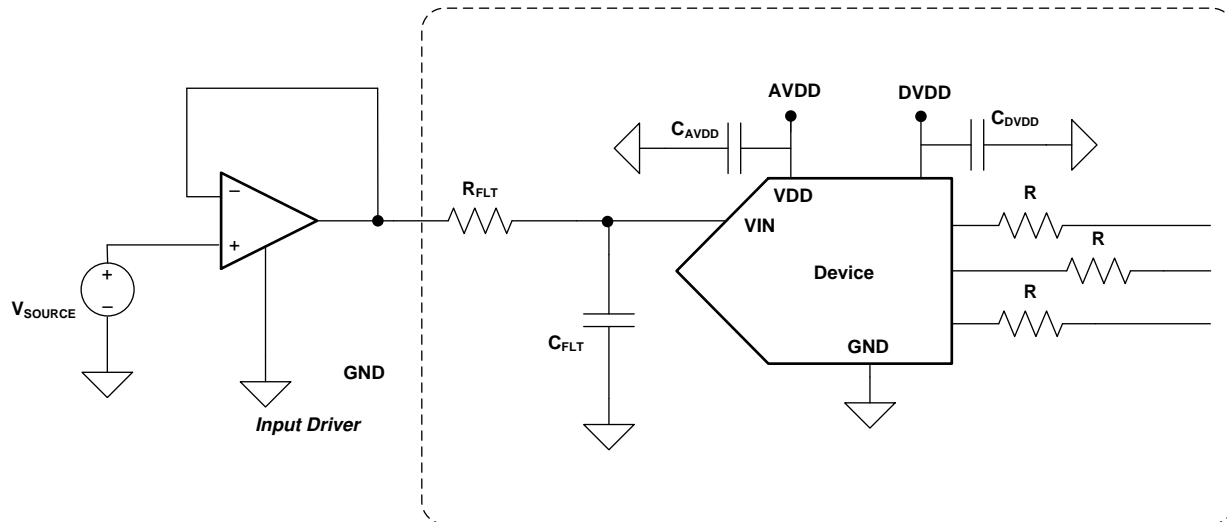 AVDD
DVDD
CAVDD
CDVDD
RFLT
VDD
VIN
R
R
Device
R
−
+
+
−
VSOURCE
CFLT
GND
GND
Input Driver